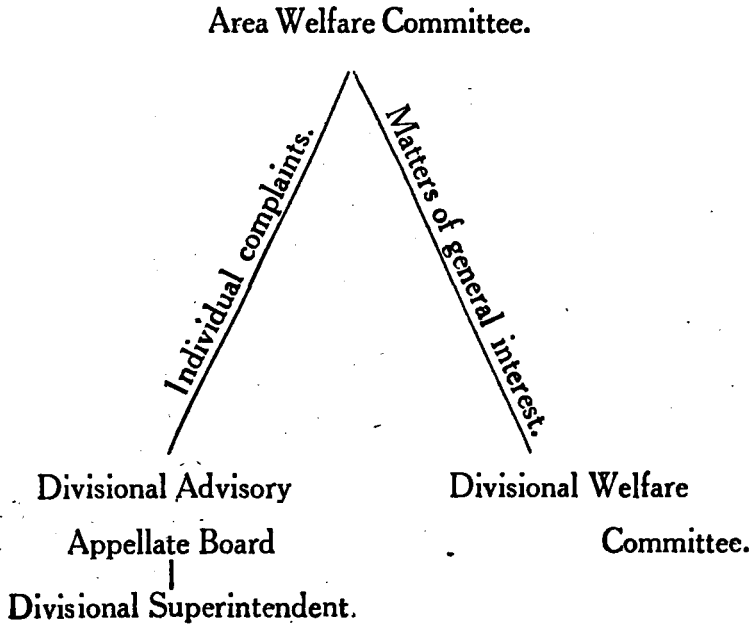 Area Welfare Committee.
Individual complaints.
Matters of general interest.
Divisional Advisory
Appellate Board
Divisional Superintendent.
Divisional Welfare
Committee.